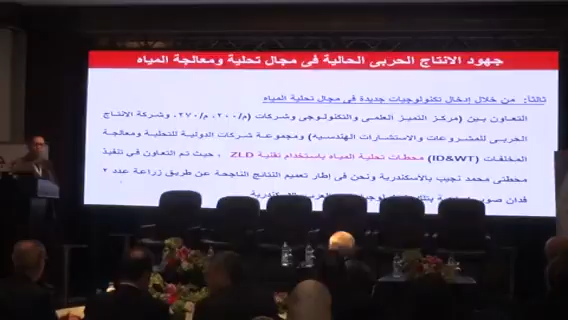 جهود الانتاج الحربى الحالية فى مجال تحلية ومعالجة المياه
ثالثاً: من خلال إدخال تكنولوجيات جديدة فى مجال تحلية المياه
التعاون بين (مركز التميز العلمى والتكنولوجى وشركات (م/٢٠٠، م/٢٧٠، وشركة الانتاج
الحربى للمشروعات والاستشارات الهندسيه) ومجموعة شركات الدولية للتحلية ومعالجة
المخلفات (ID&WT) محطات تحلية المياه باستخدام تقنية ZLD ، حيث تم التعاون فى تنفيذ
محطتى محمد نجيب بالأسكندرية ونحن فى إطار تعميم النتائج الناجحة عن طريق زراعة عدد ٢
فدان